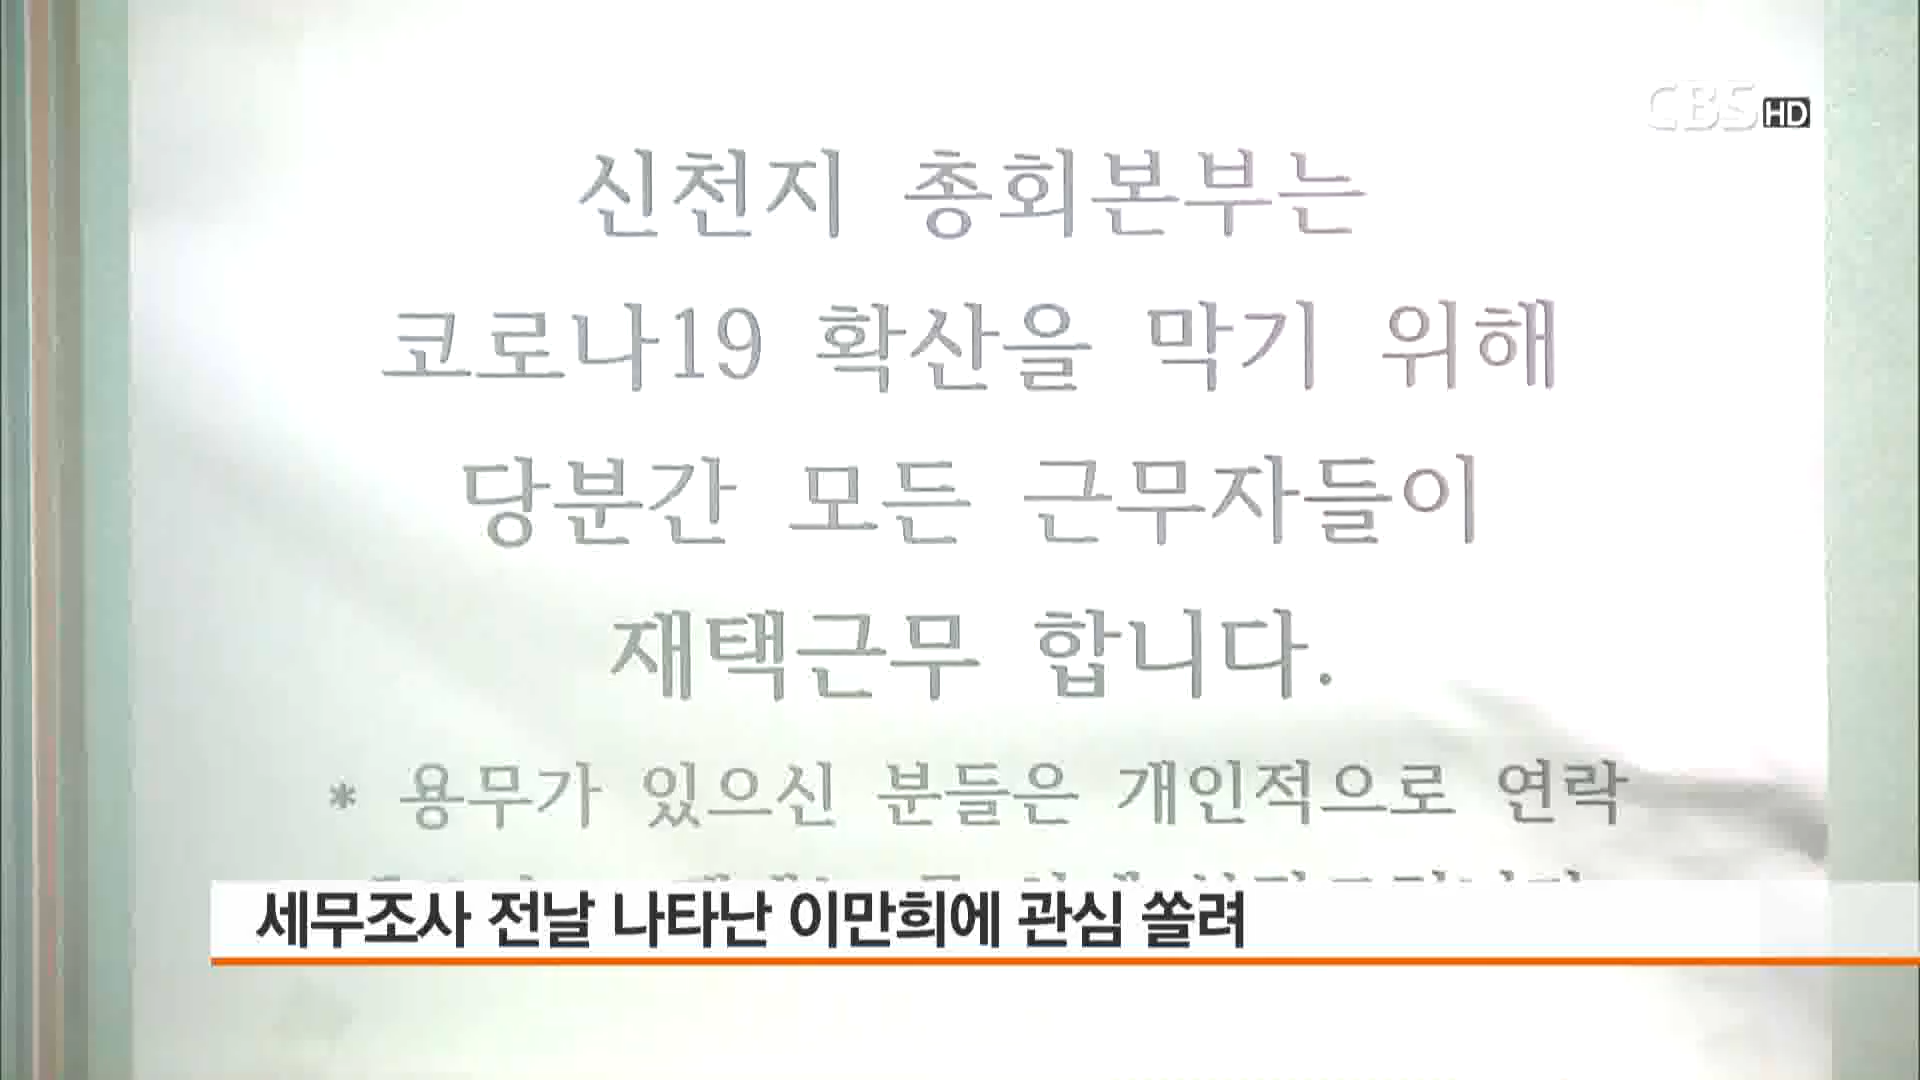 CBS HD
신천지 총회본부는
코로나19 확산을 막기 위해
당분간 모든 근무자들이
재택근무 합니다.
* 용무가 있으신 분들은 개인적으로 연락
세무조사 전날 나타난 이만희에 관심 쏠려